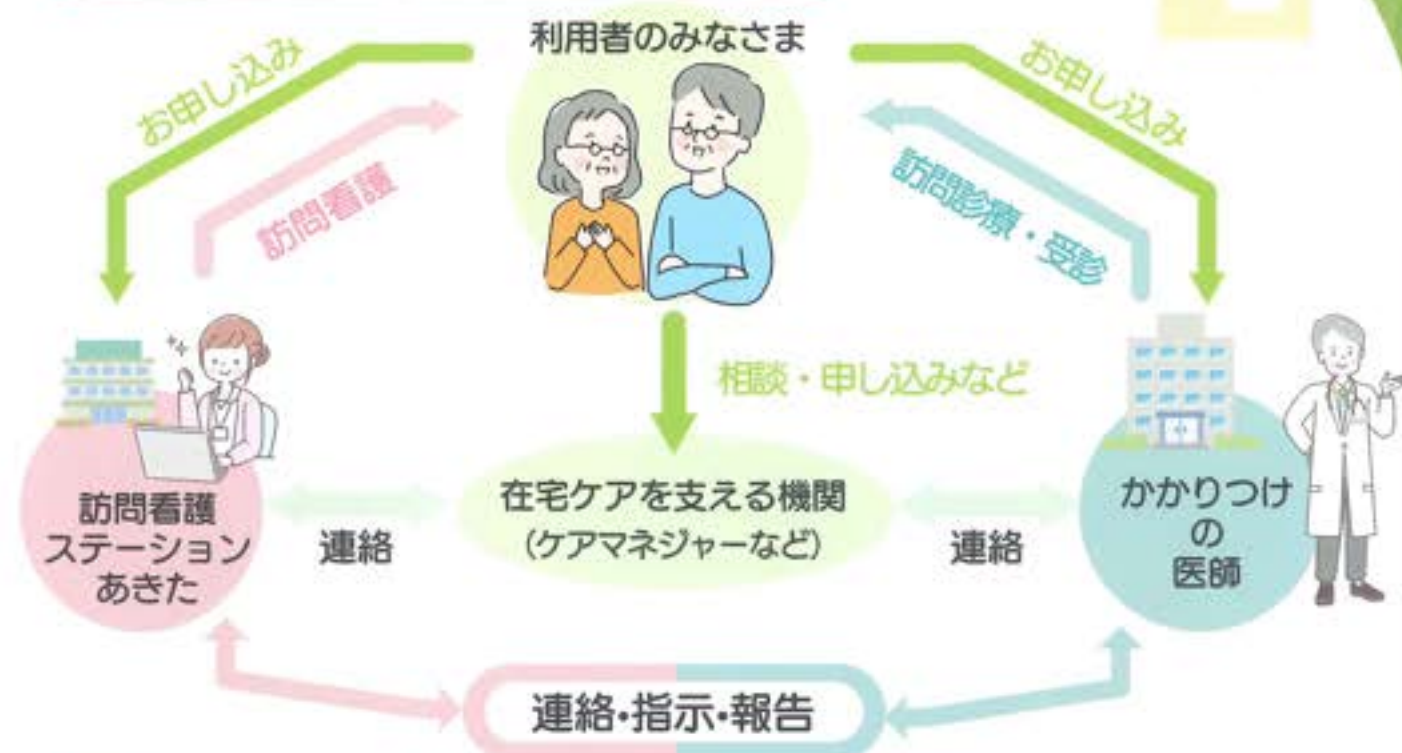 利用者のみなさま
お申し込み
お申し込み
訪問看護
訪問診療・受診
相談・申し込みなど
訪問看護
ステーション
あきた
連絡
在宅ケアを支える機関
(ケアマネジャーなど)
連絡
かかりつけ
の
医師
連絡・指示・報告